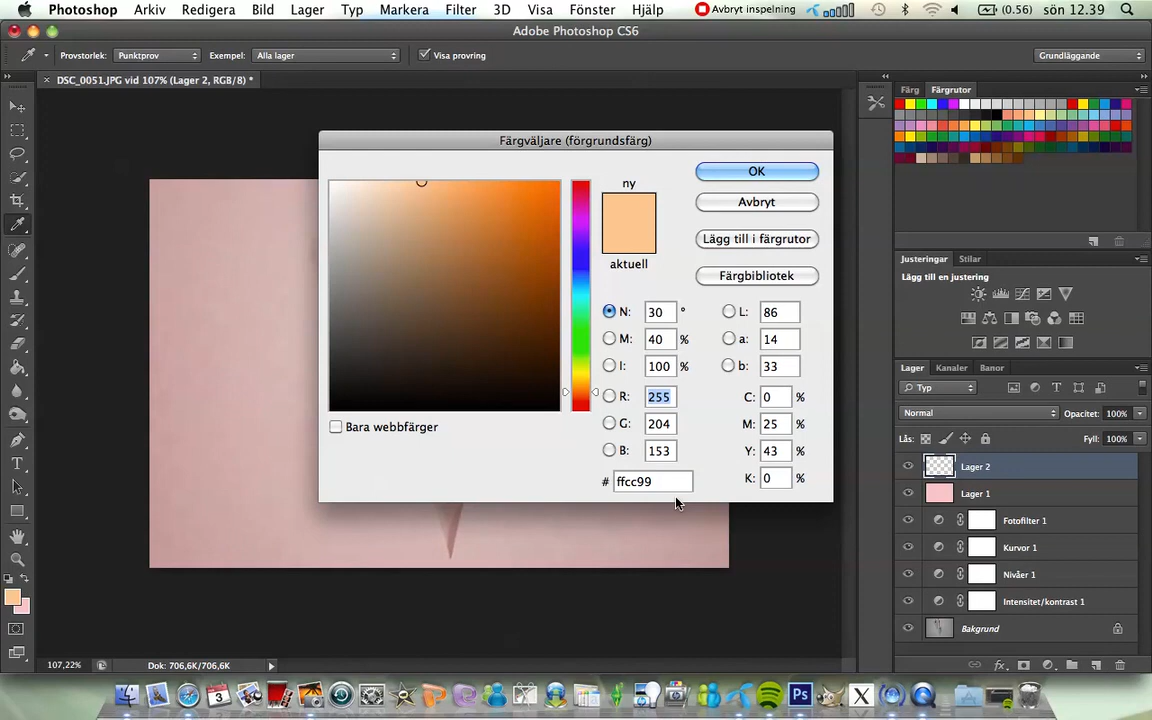 Photoshop Arkiv Redigera Bild Lager Typ Markera Filter 3D Visa Fönster Hjälp Avbryt inspelning (0.56) sön 12.39
Adobe Photoshop CS6
Provstorlek: Punktprov Exempel: Alla lager Visa provring Grundläggande
DSC_0051.JPG vid 107% (Lager 2, RGB/8) *
Färg Färgrutor
Färgväljare (förgrundsfärg)
ny
aktuell
OK
Avbryt
Lägg till i färgrutor
Färgbibliotek
N: 30 ° L: 86
M: 40 % a: 14
I: 100 % b: 33
R: 255 C: 0 %
G: 204 M: 25 %
B: 153 Y: 43 %
# ffcc99 K: 0 %
Bara webbfärger
Justeringar Stilar
Lägg till en justering
Lager Kanaler Banor
Typ
Normal Opacitet: 100%
Lås: Fyll: 100%
Lager 2
Lager 1
Fotofilter 1
Kurvor 1
Nivåer 1
Intensitet/kontrast 1
Bakgrund
107,22% Dok: 706,6K/706,6K
3
Ps
X